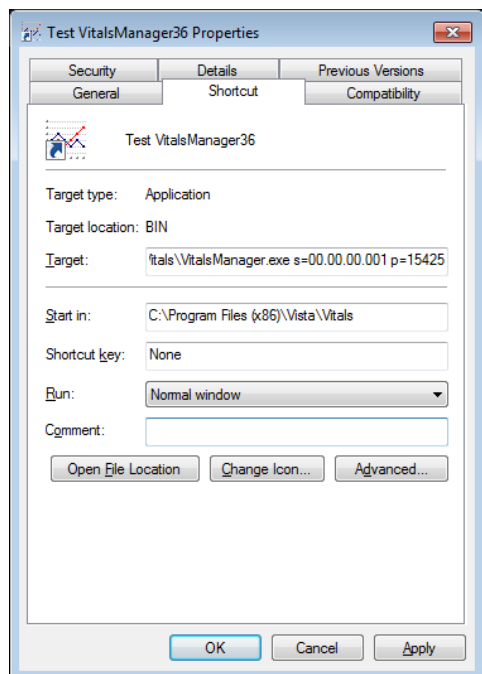 Test VitalsManager36 Properties
Security Details Previous Versions
General Shortcut Compatibility
Test VitalsManager36
Target type: Application
Target location: BIN
Target: itals\VitalsManager.exe s=00.00.00.001 p=15425
Start in: C:\Program Files (x86)\Vista\Vitals
Shortcut key: None
Run: Normal window
Comment:
Open File Location Change Icon... Advanced...
OK Cancel Apply